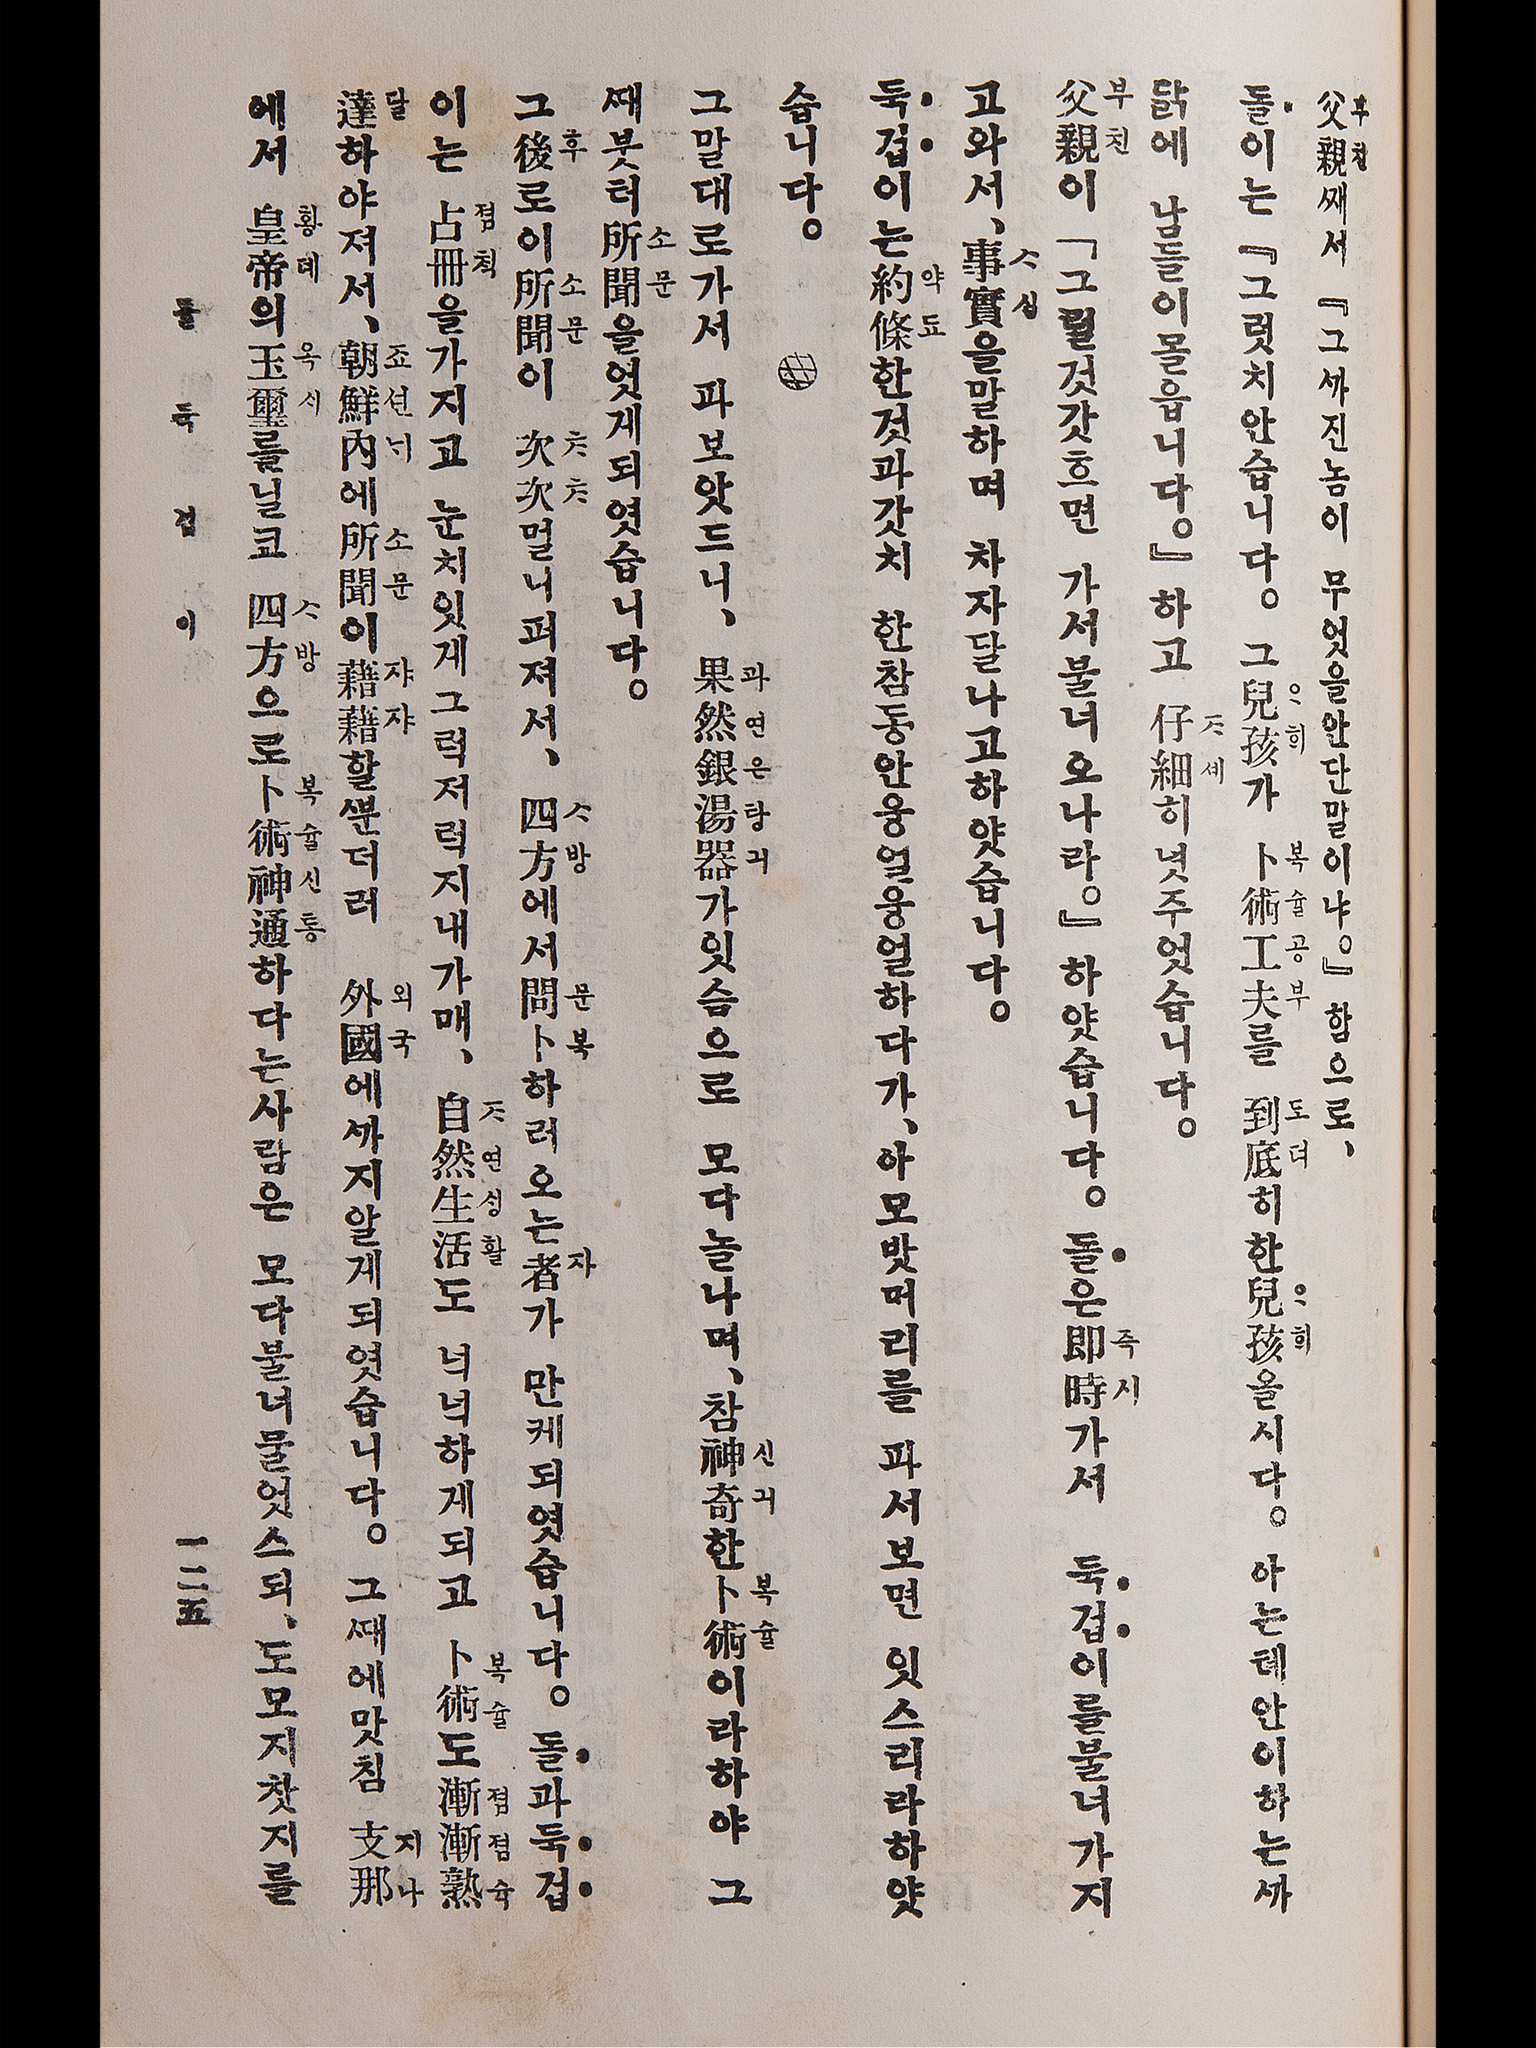 父親께서 『그까진놈이 무엇을안단말이냐。』 함으로、
돌이는 『그럿치안습니다。 그兒孩가 卜術工夫를 到底히한兒孩올시다。 아는데안이하는까
닭에 남들이몰읍니다。』 하고 仔細히엿주엇습니다。
父親이 「그럴것갓흐면 가서불너오나라。』 하얏습니다。 돌은卽時가서 둑겁이를불너가지
고와서、事實을말하며 차자달나고하얏습니다。
둑겁이는約條한것과갓치 한참동안웅얼웅얼하다가、아모밧머리를 파서보면 잇스리라하얏
습니다。
그말대로가서 파보앗드니、 果然銀湯器가잇슴으로 모다놀나며、참神奇한卜術이라하야 그
때붓터所聞을엇게되엿습니다。
그後로이所聞이 次次멀니퍼져서、 四方에서問卜하러오는者가 만케되엿습니다。 돌과둑겁
이는 占冊을가지고 눈치잇게그럭저럭지내가매、 自然生活도 넉넉하게되고 卜術도漸漸熟
達하야져서、朝鮮內에所聞이藉藉할뿐더러 外國에까지알게되엿습니다。 그때에맛침 支那
에서 皇帝의玉璽를닐코 四方으로卜術神通하다는사람은 모다불너물엇스되、도모지찻지를
둘둑겁이
一二五